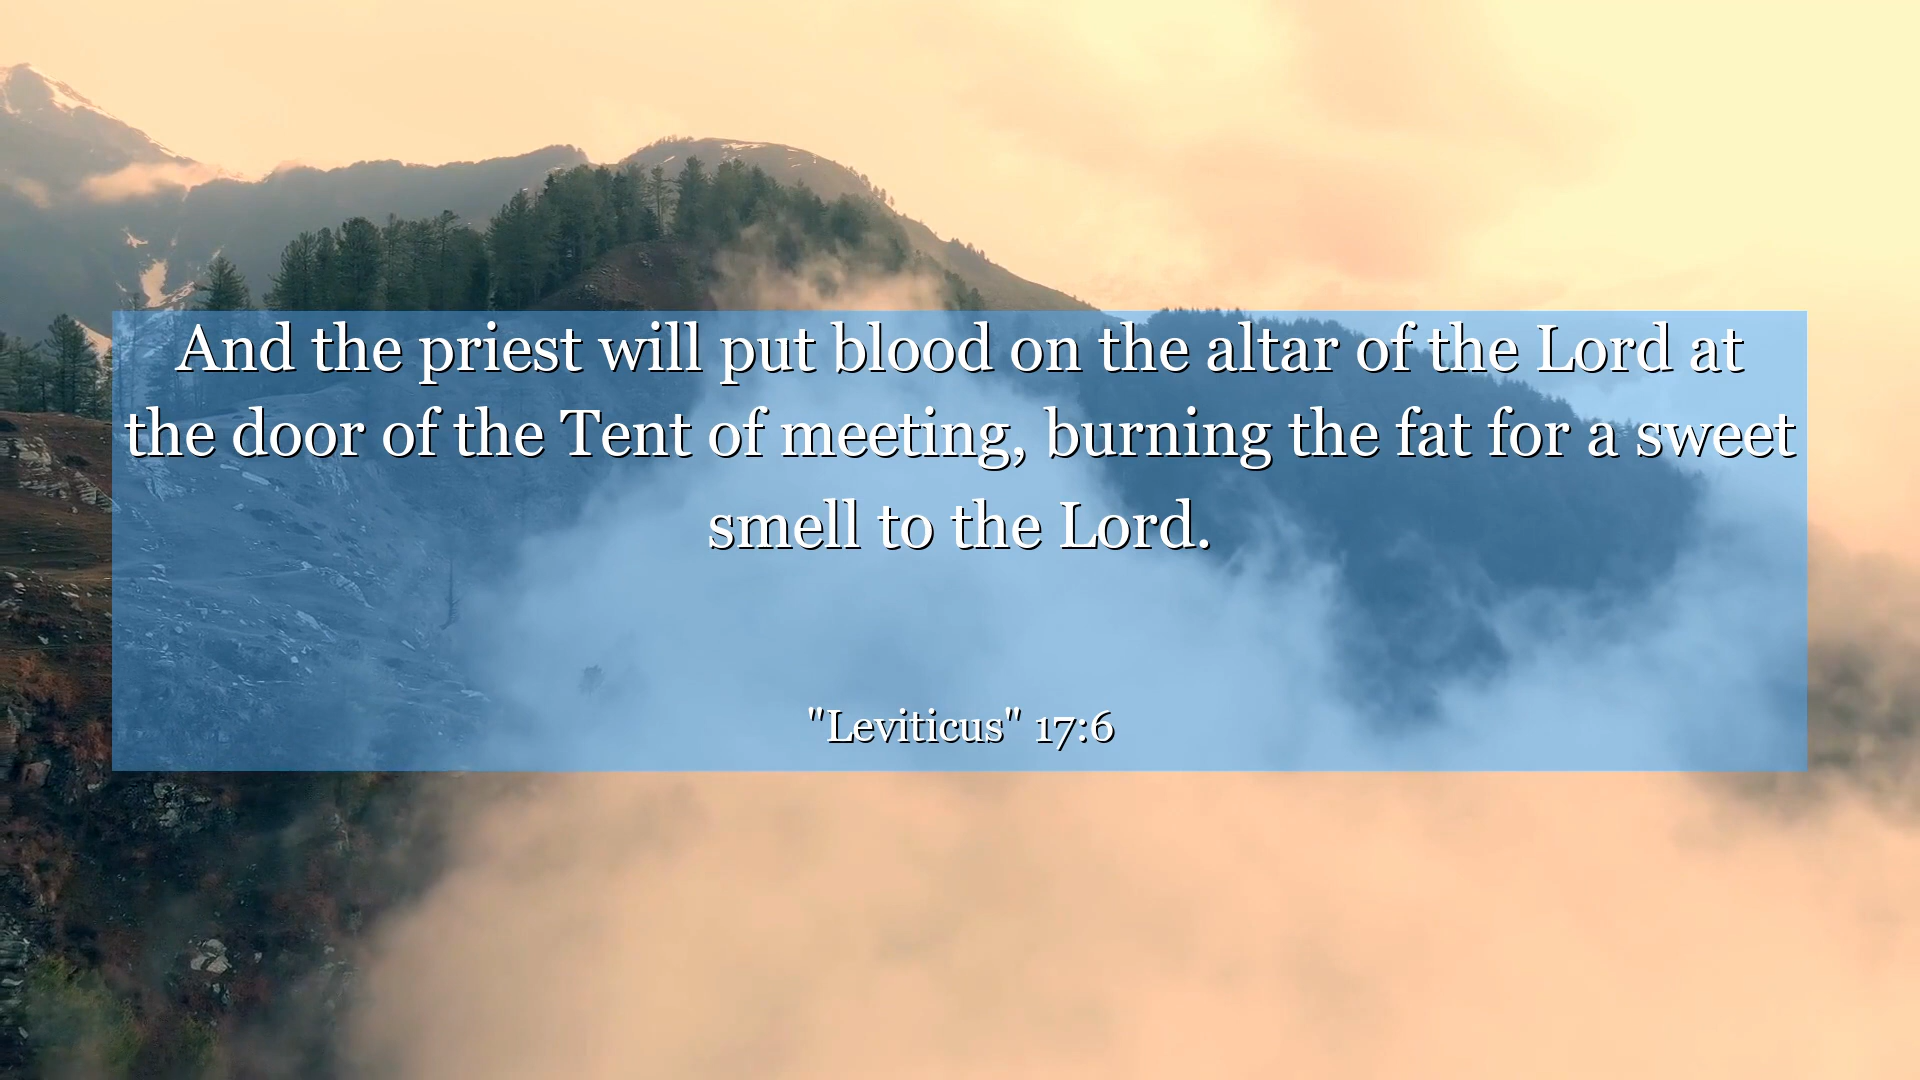 And the priest will put blood on the altar of the Lord at
the door of the Tent of meeting, burning the fat for a sweet
smell to the Lord.
"Leviticus" 17:6